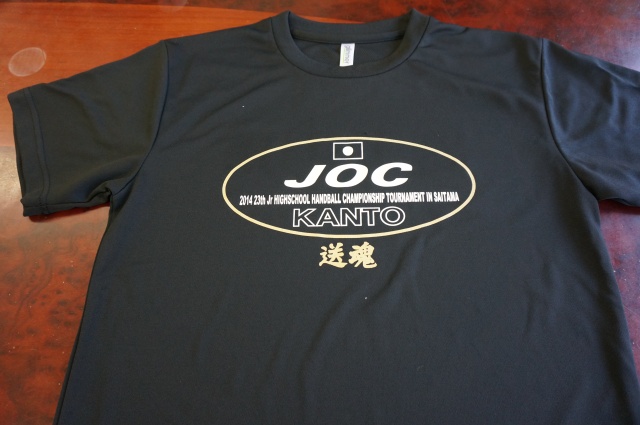 JOC
2014 23th Jr HIGHSCHOOL HANDBALL CHAMPIONSHIP TOURNAMENT IN SAITAMA
KANTO
送魂